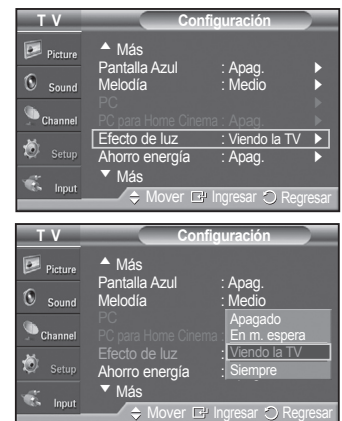 T V Configuración
Picture
Sound
Channel
Setup
Input
▲ Más
Pantalla Azul : Apag. ►
Melodía : Medio ►
PC ►
PC para Home Cinema : Apag. ►
Efecto de luz : Viendo la TV ►
Ahorro energía : Apag. ►
▼ Más
Mover Ingresar Regresar
T V Configuración
Picture
Sound
Channel
Setup
Input
▲ Más
Pantalla Azul : Apag.
Melodía : Medio
PC
PC para Home Cinema :
Efecto de luz :
Ahorro energía :
▼ Más
Apagado
En m. espera
Viendo la TV
Siempre
Mover Ingresar Regresar